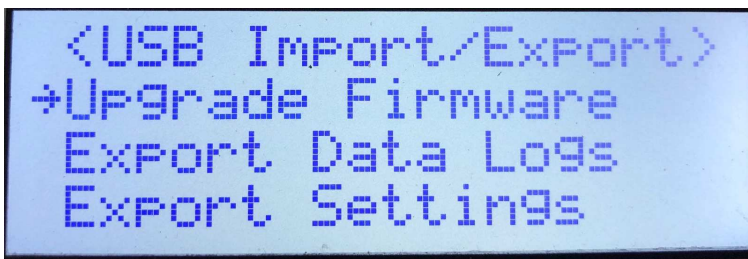 <USB Import/Export>
→Upgrade Firmware
Export Data Logs
Export Settings